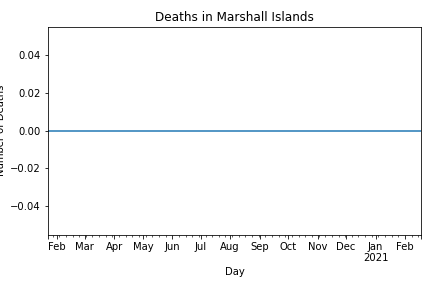 Deaths in Marshall Islands
0.04
0.02
0.00
−0.02
−0.04
Number of Deaths
Feb Mar Apr May Jun Jul Aug Sep Oct Nov Dec Jan Feb
2021
Day